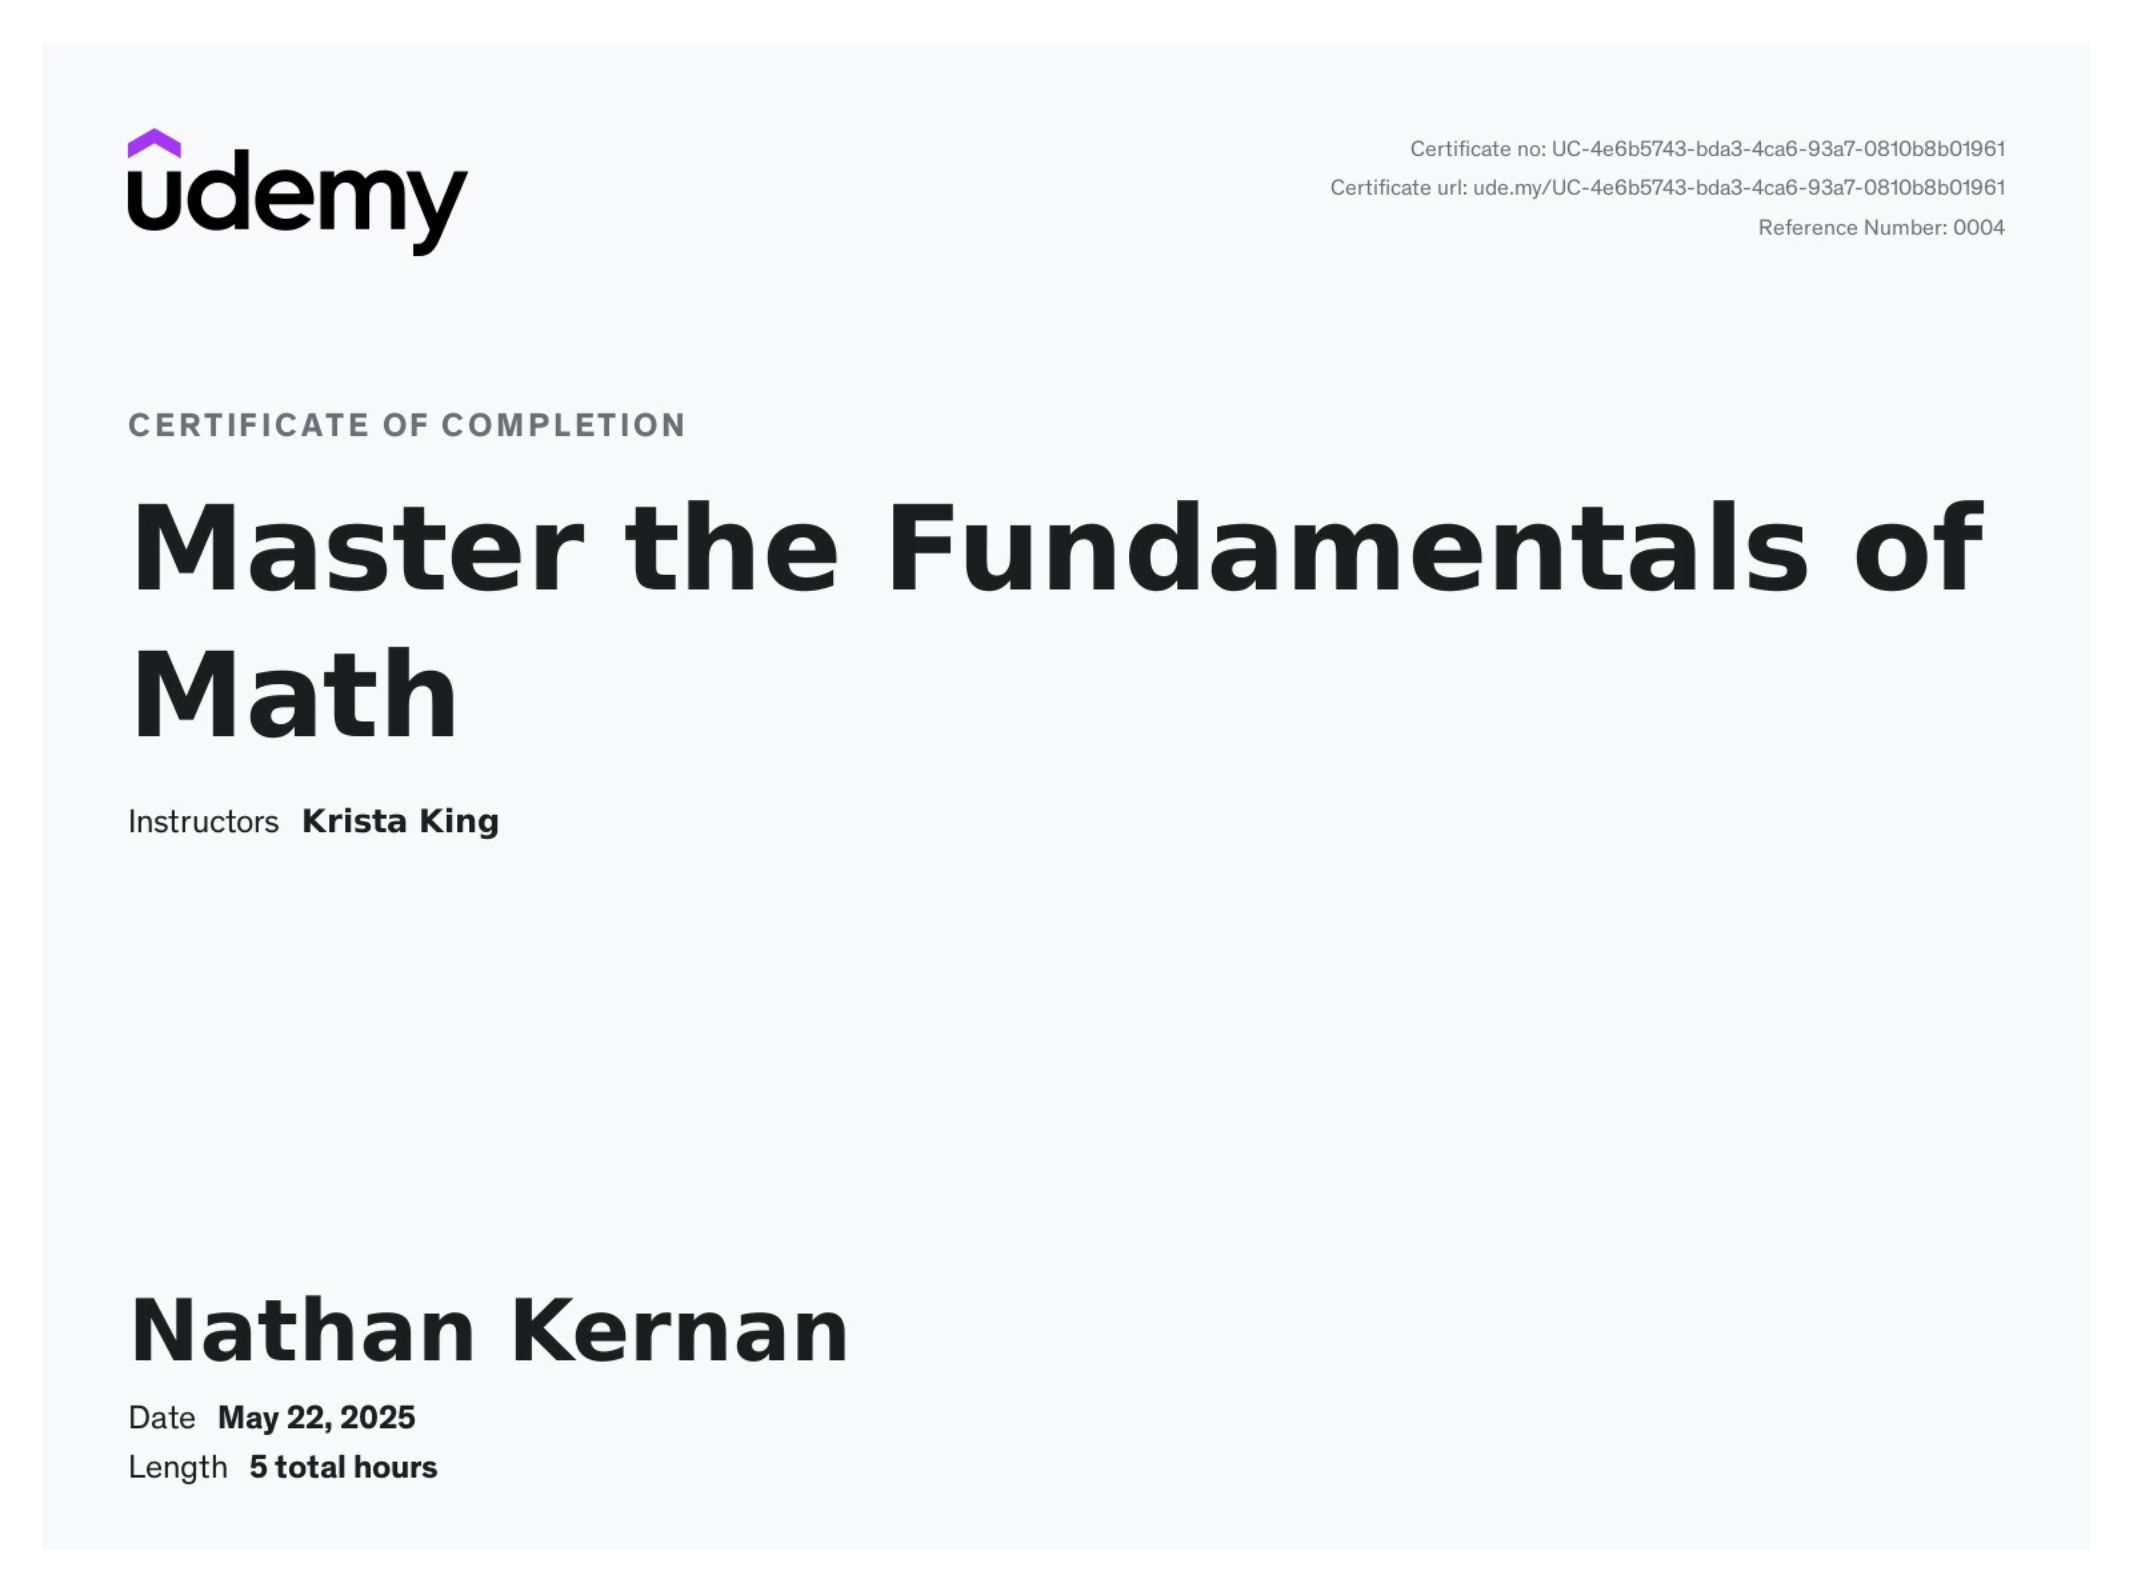 udemy
Certificate no: UC-4e6b5743-bda3-4ca6-93a7-0810b8b01961
Certificate url: ude.my/UC-4e6b5743-bda3-4ca6-93a7-0810b8b01961
Reference Number: 0004
CERTIFICATE OF COMPLETION
Master the Fundamentals of
Math
Instructors Krista King
Nathan Kernan
Date May 22, 2025
Length 5 total hours